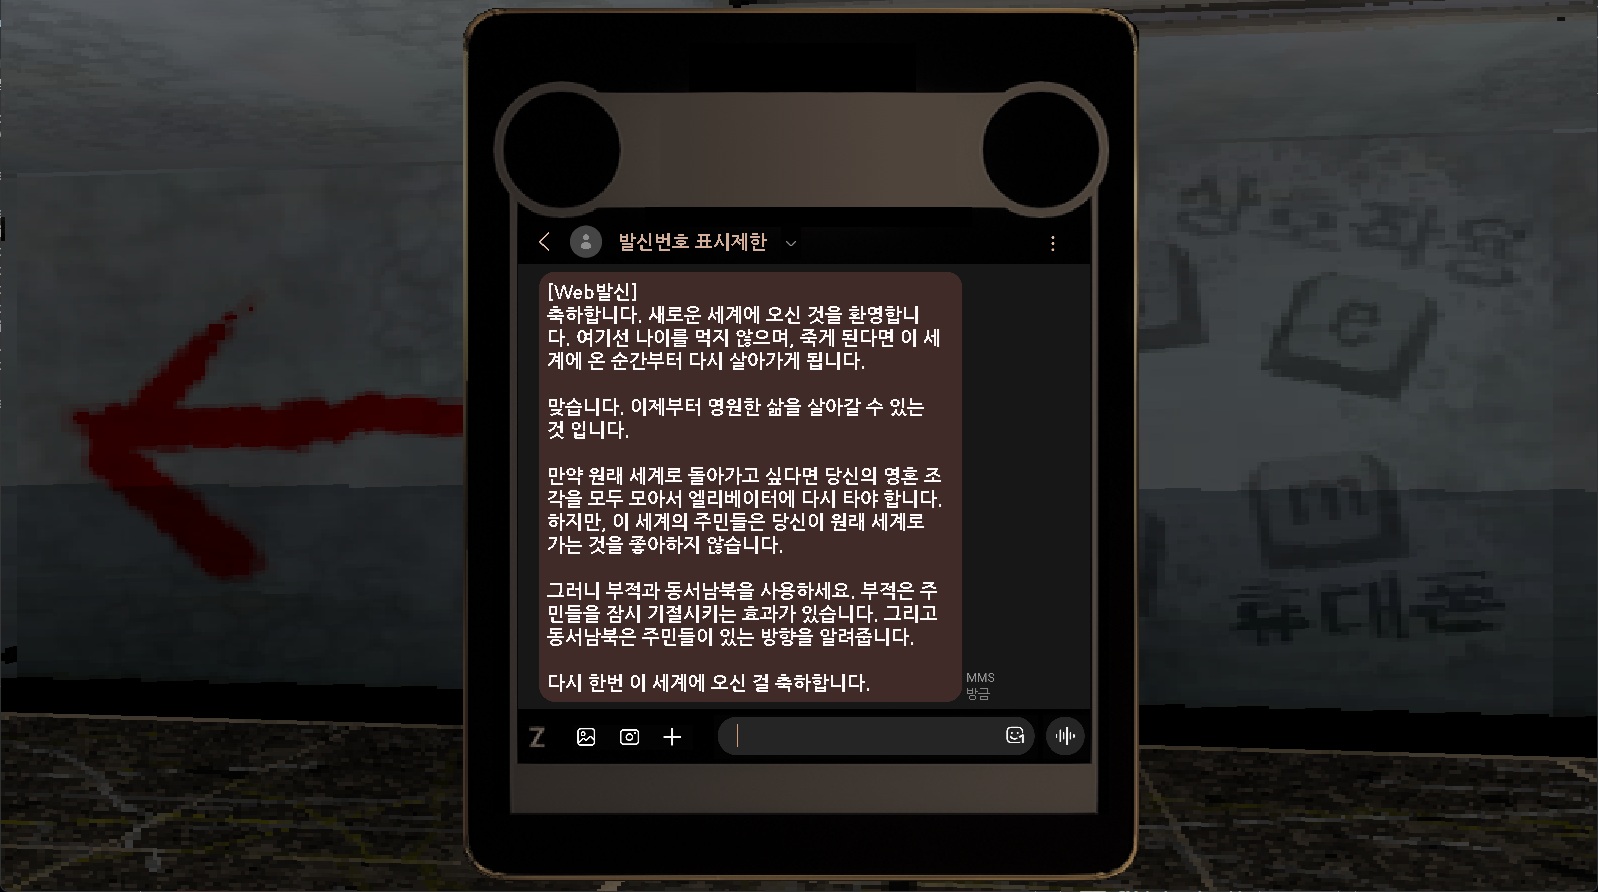 발신번호 표시제한
[Web발신]
축하합니다. 새로운 세계에 오신 것을 환영합니
다. 여기선 나이를 먹지 않으며, 죽게 된다면 이 세
계에 온 순간부터 다시 살아가게 됩니다.
맞습니다. 이제부터 영원한 삶을 살아갈 수 있는
것 입니다.
만약 원래 세계로 돌아가고 싶다면 당신의 영혼 조
각을 모두 모아서 엘리베이터에 다시 타야 합니다.
하지만, 이 세계의 주민들은 당신이 원래 세계로
가는 것을 좋아하지 않습니다.
그러니 부적과 동서남북을 사용하세요. 부적은 주
민들을 잠시 기절시키는 효과가 있습니다. 그리고
동서남북은 주민들이 있는 방향을 알려줍니다.
다시 한번 이 세계에 오신 걸 축하합니다.
MMS
방금
Z
e
m
휴대폰